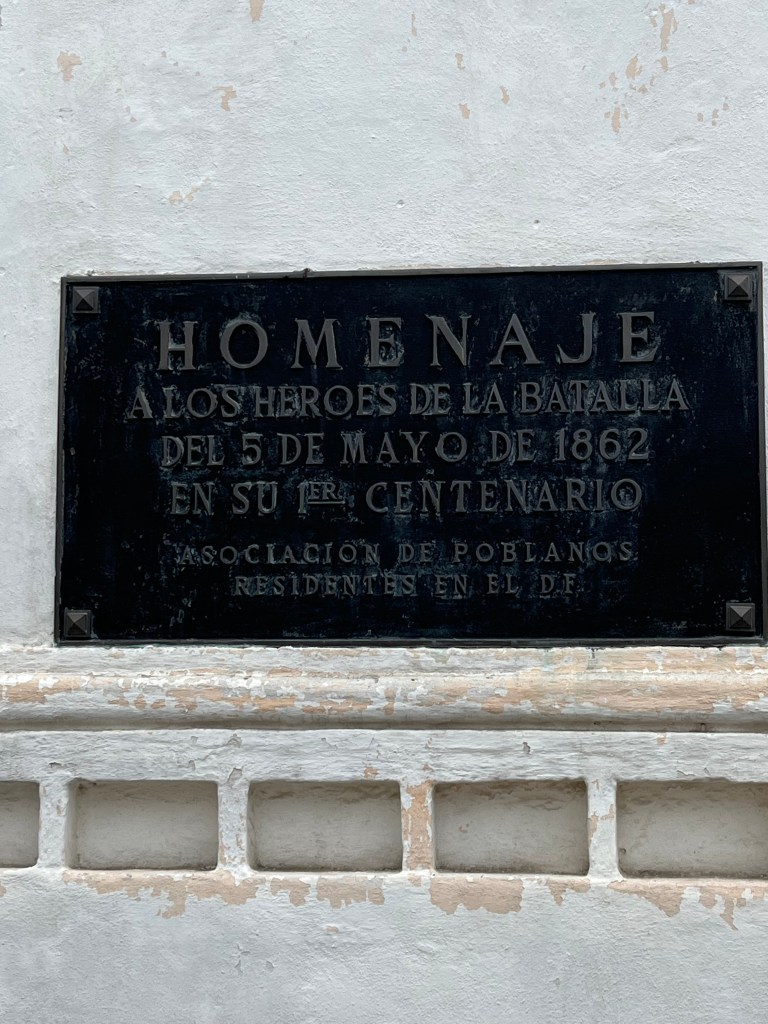 HOMENAJE
A LOS HEROES DE LA BATALLA
DEL 5 DE MAYO DE 1862
EN SU 1ER. CENTENARIO
ASOCIACION DE POBLANOS
RESIDENTES EN EL DF